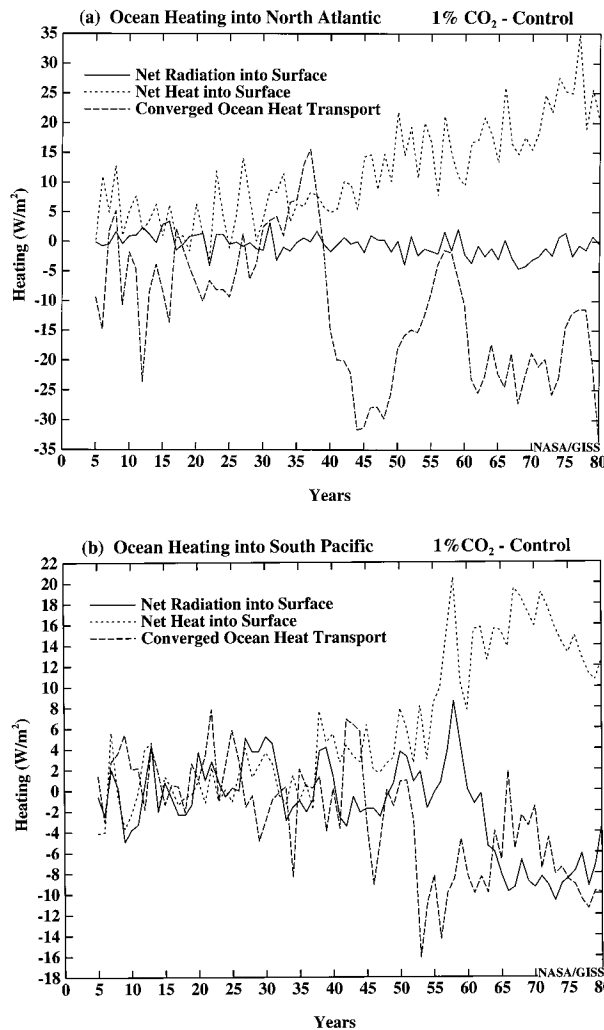 (a) Ocean Heating into North Atlantic 1% CO₂ - Control
35
30
25
20
15
10
5
0
-5
-10
-15
-20
-25
-30
-35
Heating (W/m²)
Net Radiation into Surface
Net Heat into Surface
Converged Ocean Heat Transport
NASA/GISS
0 5 10 15 20 25 30 35 40 45 50 55 60 65 70 75 80
Years
(b) Ocean Heating into South Pacific 1%CO₂ - Control
22
20
18
16
14
12
10
8
6
4
2
0
-2
-4
-6
-8
-10
-12
-14
-16
-18
Heating (W/m²)
Net Radiation into Surface
Net Heat into Surface
Converged Ocean Heat Transport
NASA/GISS
0 5 10 15 20 25 30 35 40 45 50 55 60 65 70 75 80
Years